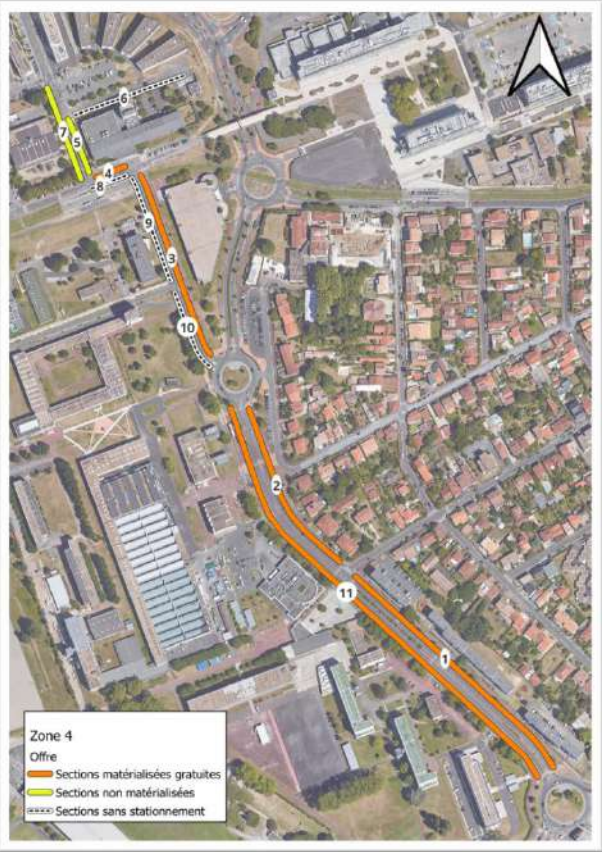 6
7
5
4
8
9
3
10
2
11
1
Zone 4
Offre
Sections matérialisées gratuites
Sections non matérialisées
Sections sans stationnement